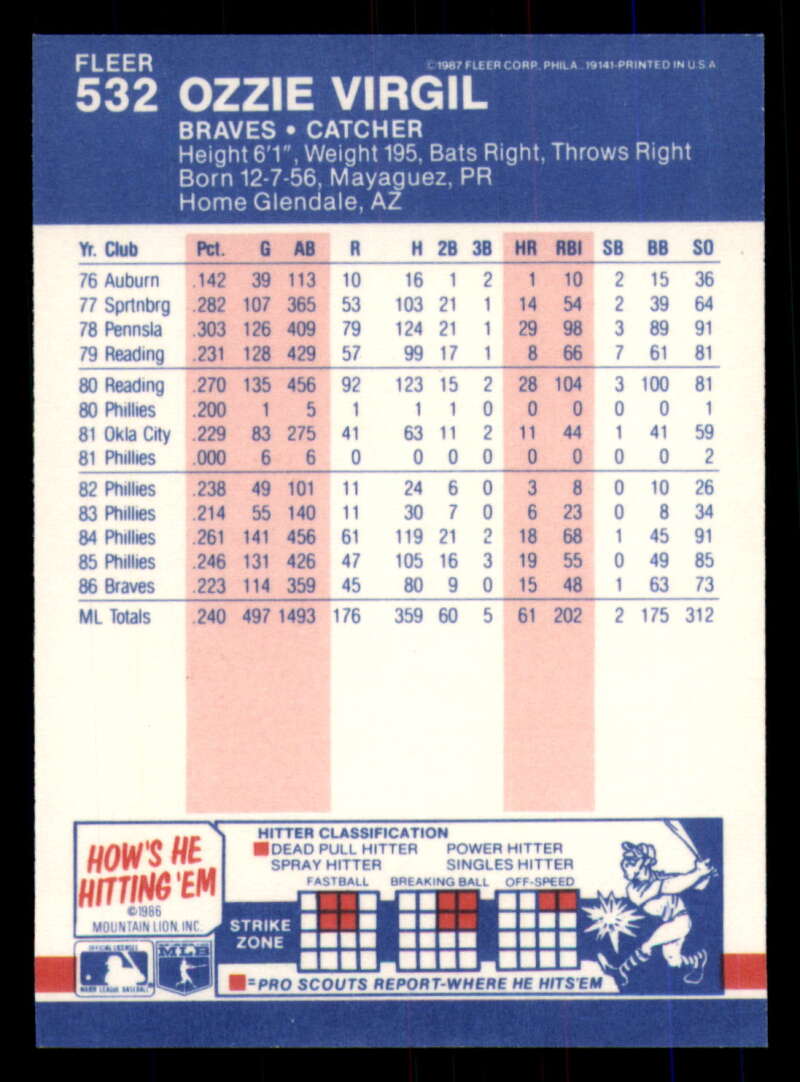 FLEER
©1987 FLEER CORP. PHILA., 19141-PRINTED IN U.S.A
532 OZZIE VIRGIL
BRAVES • CATCHER
Height 6'1", Weight 195, Bats Right, Throws Right
Born 12-7-56, Mayaguez, PR
Home Glendale, AZ
Yr. Club Pct. G AB R H 2B 3B HR RBI SB BB SO
76 Auburn .142 39 113 10 16 1 2 1 10 2 15 36
77 Sprtnbrg .282 107 365 53 103 21 1 14 54 2 39 64
78 Pennsla .303 126 409 79 124 21 1 29 98 3 89 91
79 Reading .231 128 429 57 99 17 1 8 66 7 61 81
80 Reading .270 135 456 92 123 15 2 28 104 3 100 81
80 Phillies .200 1 5 1 1 1 0 0 0 0 0 1
81 Okla City .229 83 275 41 63 11 2 11 44 1 41 59
81 Phillies .000 6 6 0 0 0 0 0 0 0 0 2
82 Phillies .238 49 101 11 24 6 0 3 8 0 10 26
83 Phillies .214 55 140 11 30 7 0 6 23 0 8 34
84 Phillies .261 141 456 61 119 21 2 18 68 1 45 91
85 Phillies .246 131 426 47 105 16 3 19 55 0 49 85
86 Braves .223 114 359 45 80 9 0 15 48 1 63 73
ML Totals .240 497 1493 176 359 60 5 61 202 2 175 312
HOW'S HE
HITTING 'EM
©1986
MOUNTAIN LION, INC.
HITTER CLASSIFICATION
DEAD PULL HITTER POWER HITTER
SPRAY HITTER SINGLES HITTER
FASTBALL BREAKING BALL OFF-SPEED
STRIKE
ZONE
=PRO SCOUTS REPORT-WHERE HE HITS'EM
OFFICIAL LICENSEE
MAJOR LEAGUE BASEBALL
MLB